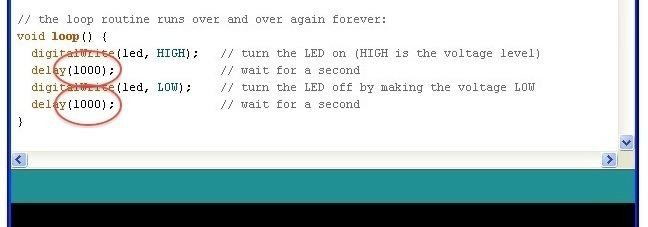 // the loop routine runs over and over again forever:
void loop() {
  digitalWrite(led, HIGH);   // turn the LED on (HIGH is the voltage level)
  delay(1000);               // wait for a second
  digitalWrite(led, LOW);    // turn the LED off by making the voltage LOW
  delay(1000);               // wait for a second
}